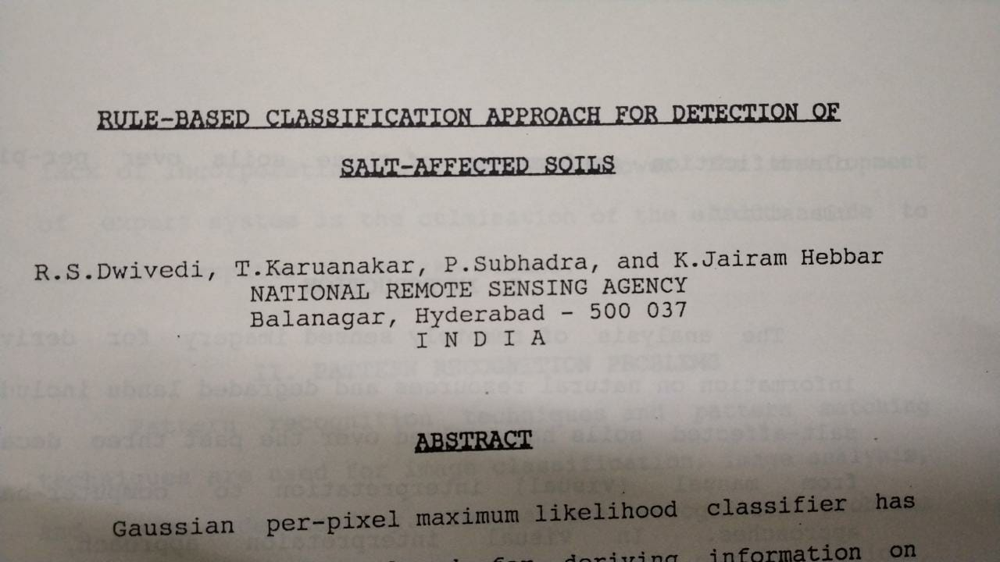 RULE-BASED CLASSIFICATION APPROACH FOR DETECTION OF
SALT-AFFECTED SOILS
R.S.Dwivedi, T.Karuanakar, P.Subhadra, and K.Jairam Hebbar
NATIONAL REMOTE SENSING AGENCY
Balanagar, Hyderabad - 500 037
I N D I A
ABSTRACT
Gaussian per-pixel maximum likelihood classifier has
for deriving information on